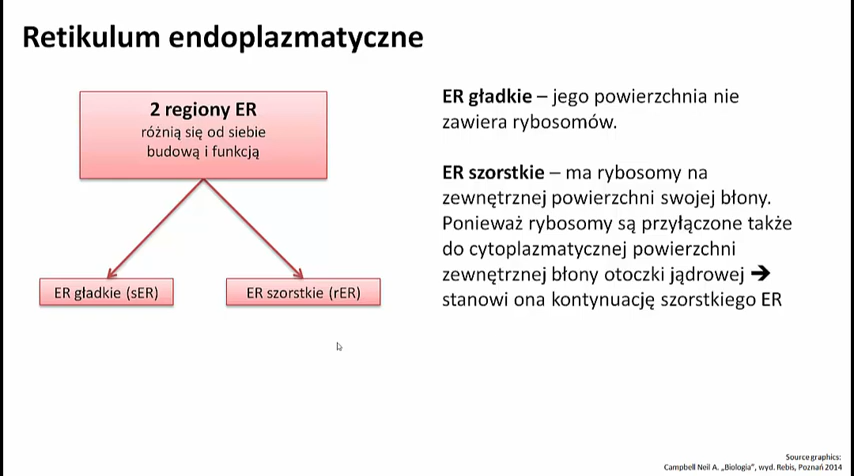 Retikulum endoplazmatyczne
2 regiony ER
różnią się od siebie
budową i funkcją
ER gładkie (sER)
ER szorstkie (rER)
ER gładkie – jego powierzchnia nie
zawiera rybosomów.
ER szorstkie – ma rybosomy na
zewnętrznej powierzchni swojej błony.
Ponieważ rybosomy są przyłączone także
do cytoplazmatycznej powierzchni
zewnętrznej błony otoczki jądrowej ➔
stanowi ona kontynuację szorstkiego ER
Source graphics:
Campbell Neil A. „Biologia”, wyd. Rebis, Poznań 2014